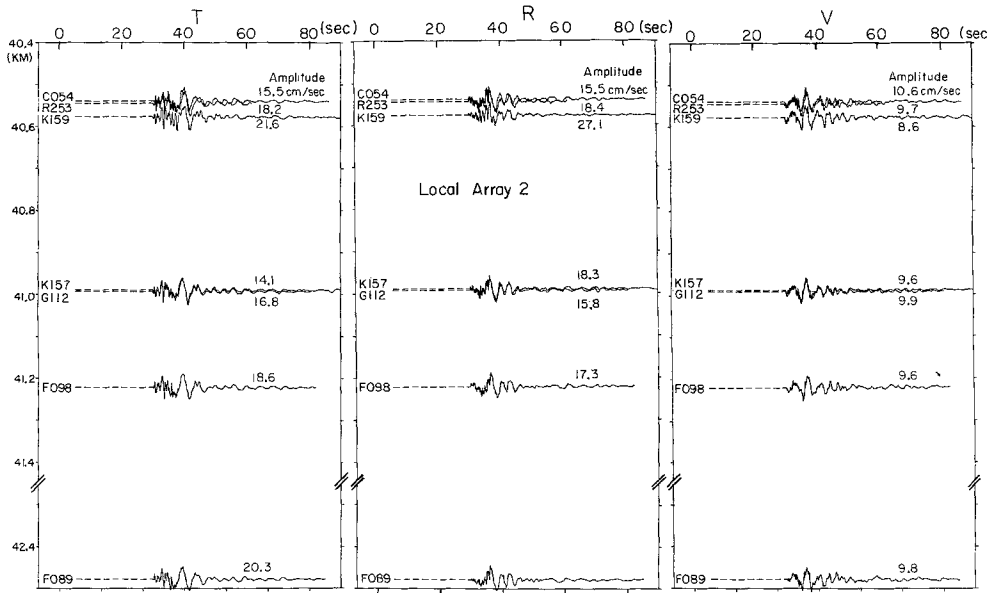 T
0 20 40 60 80 (sec)
40.4
(KM)
40.6
40.8
41.0
41.2
41.4
42.4
Amplitude
C054 15.5 cm/sec
R253 18.2
K159 21.6
K157 14.1
G112 16.8
F098 18.6
F089 20.3
R
0 20 40 60 80 (sec)
Amplitude
C054 15.5 cm/sec
R253 18.4
K159 27.1
Local Array 2
K157 18.3
G112 15.8
F098 17.3
F089
V
0 20 40 60 80 (sec)
Amplitude
C054 10.6 cm/sec
R253 9.7
K159 8.6
K157 9.6
G112 9.9
F098 9.6
F089 9.8